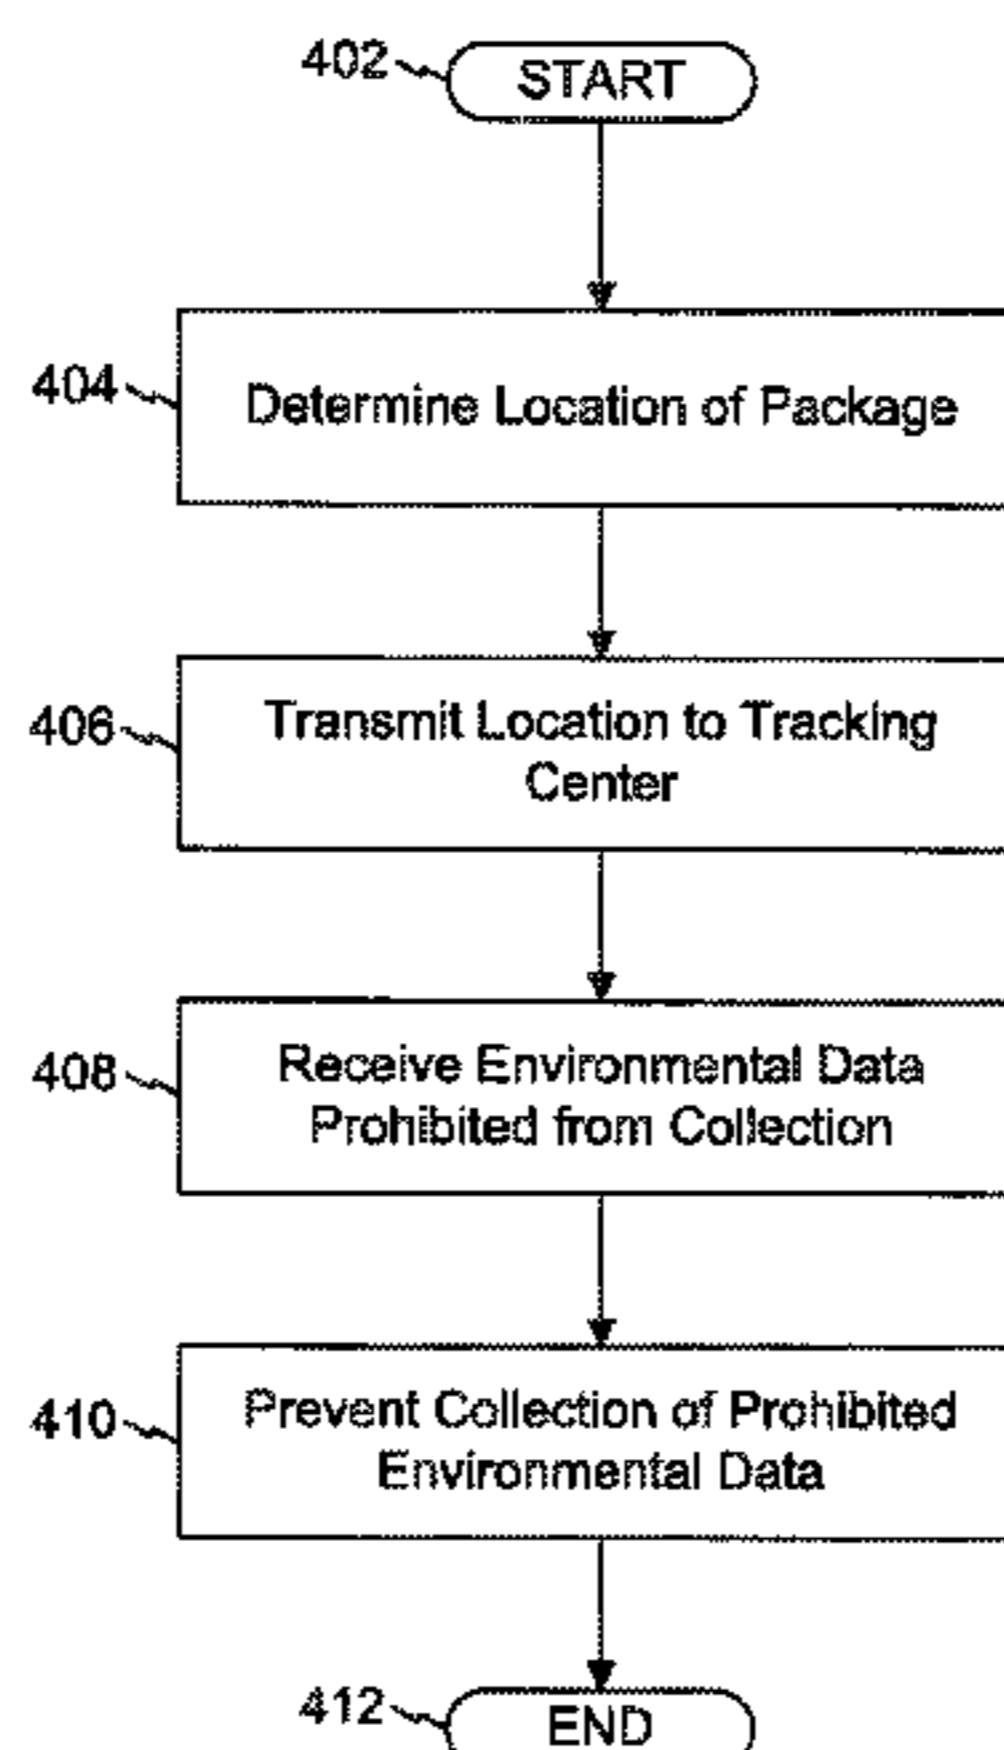 402
START
404
Determine Location of Package
406
Transmit Location to Tracking
Center
408
Receive Environmental Data
Prohibited from Collection
410
Prevent Collection of Prohibited
Environmental Data
412
END